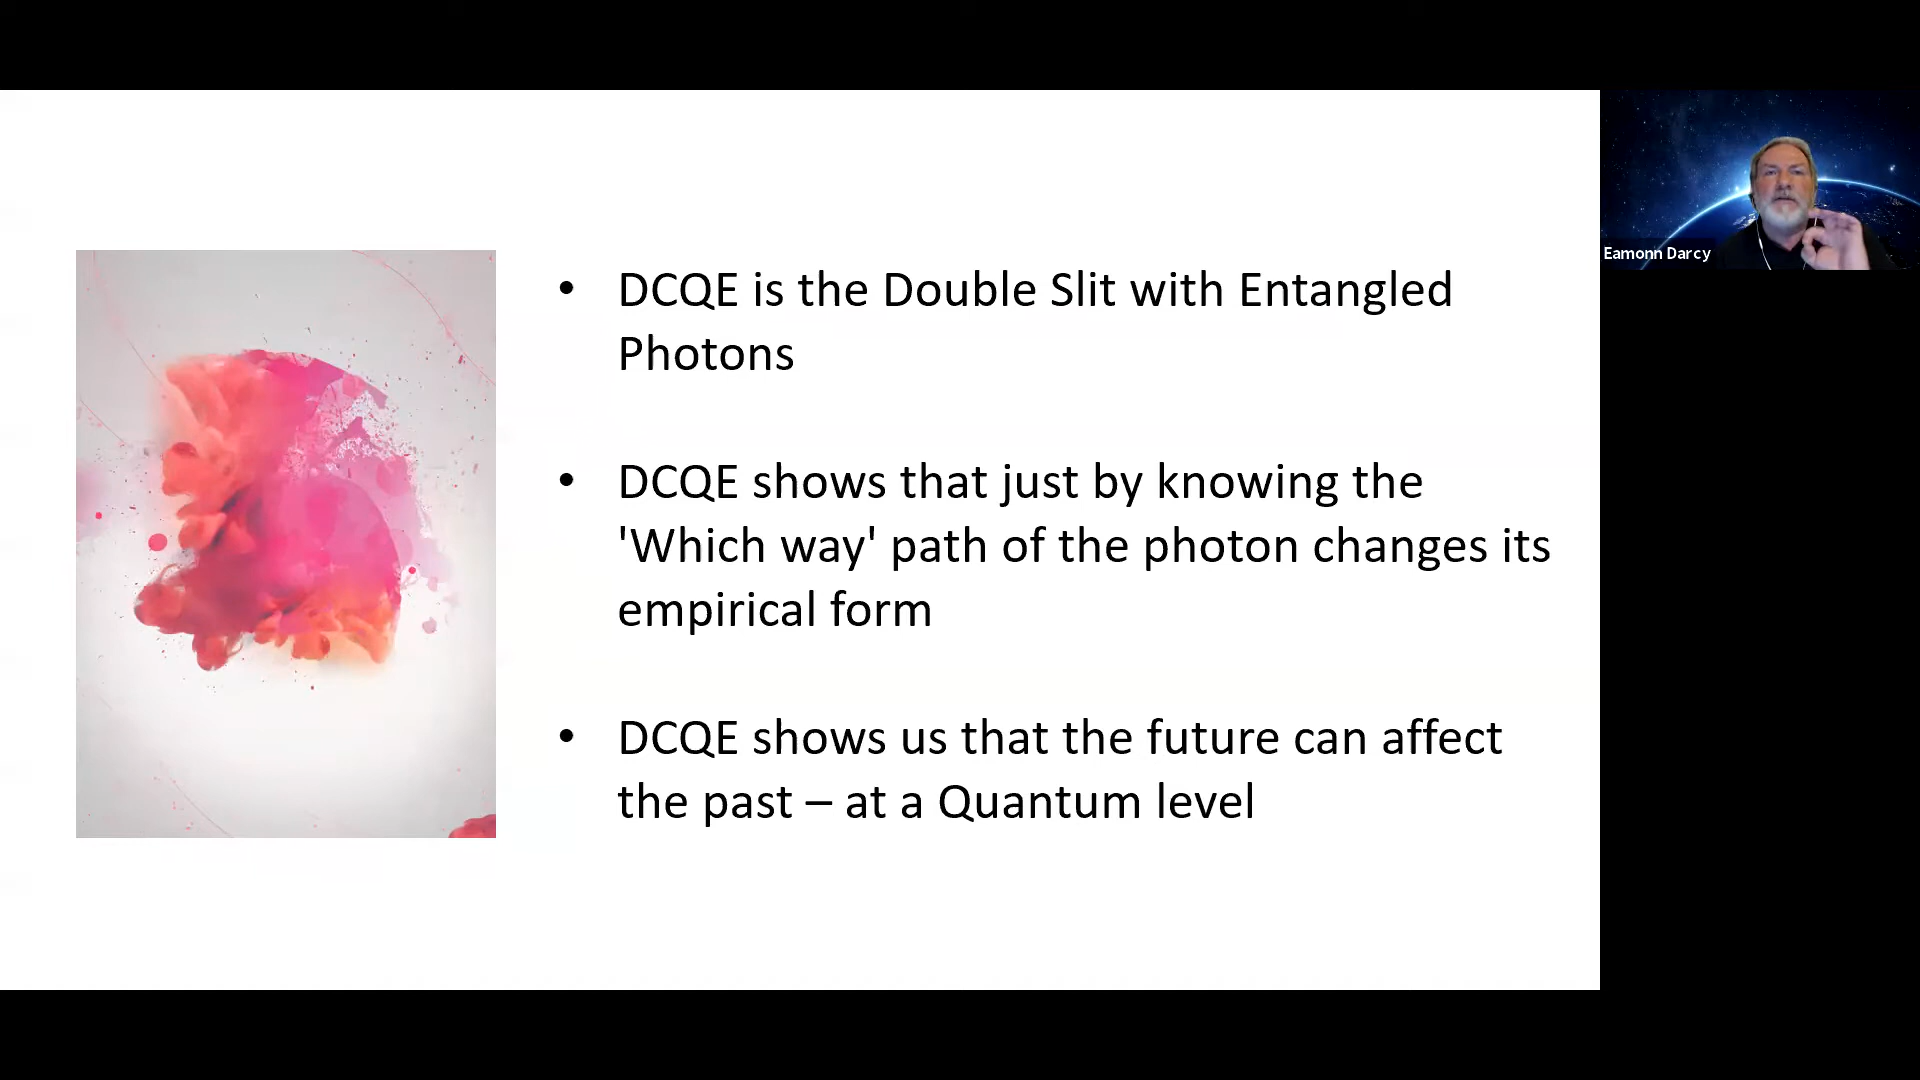 • DCQE is the Double Slit with Entangled
Photons
• DCQE shows that just by knowing the
'Which way' path of the photon changes its
empirical form
• DCQE shows us that the future can affect
the past – at a Quantum level
Eamonn Darcy